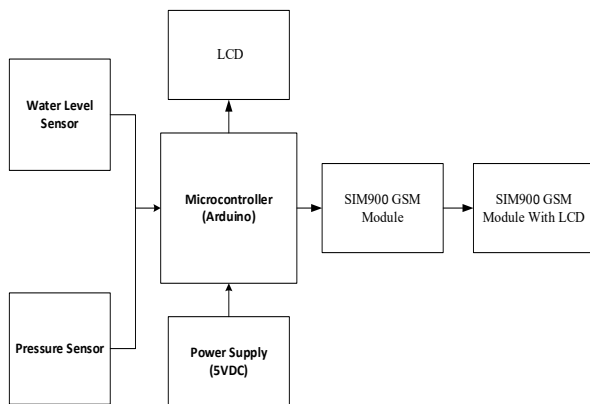 LCD
Water Level
Sensor
Microcontroller
(Arduino)
SIM900 GSM
Module
SIM900 GSM
Module With LCD
Pressure Sensor
Power Supply
(5VDC)